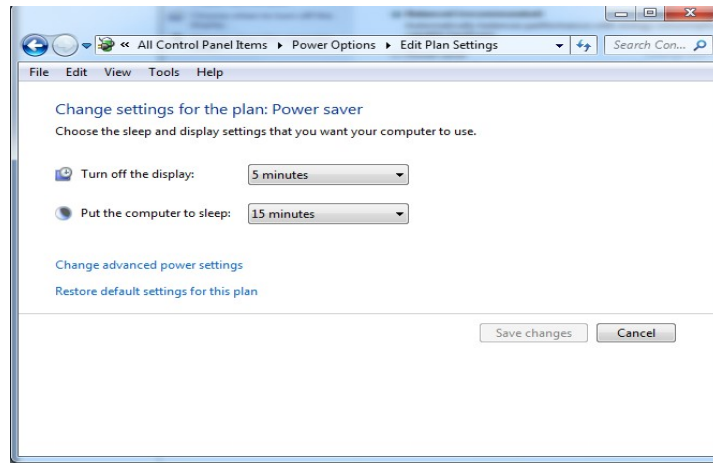 « All Control Panel Items ▸ Power Options ▸ Edit Plan Settings
Search Con...
File Edit View Tools Help
Change settings for the plan: Power saver
Choose the sleep and display settings that you want your computer to use.
Turn off the display: 5 minutes
Put the computer to sleep: 15 minutes
Change advanced power settings
Restore default settings for this plan
Save changes Cancel